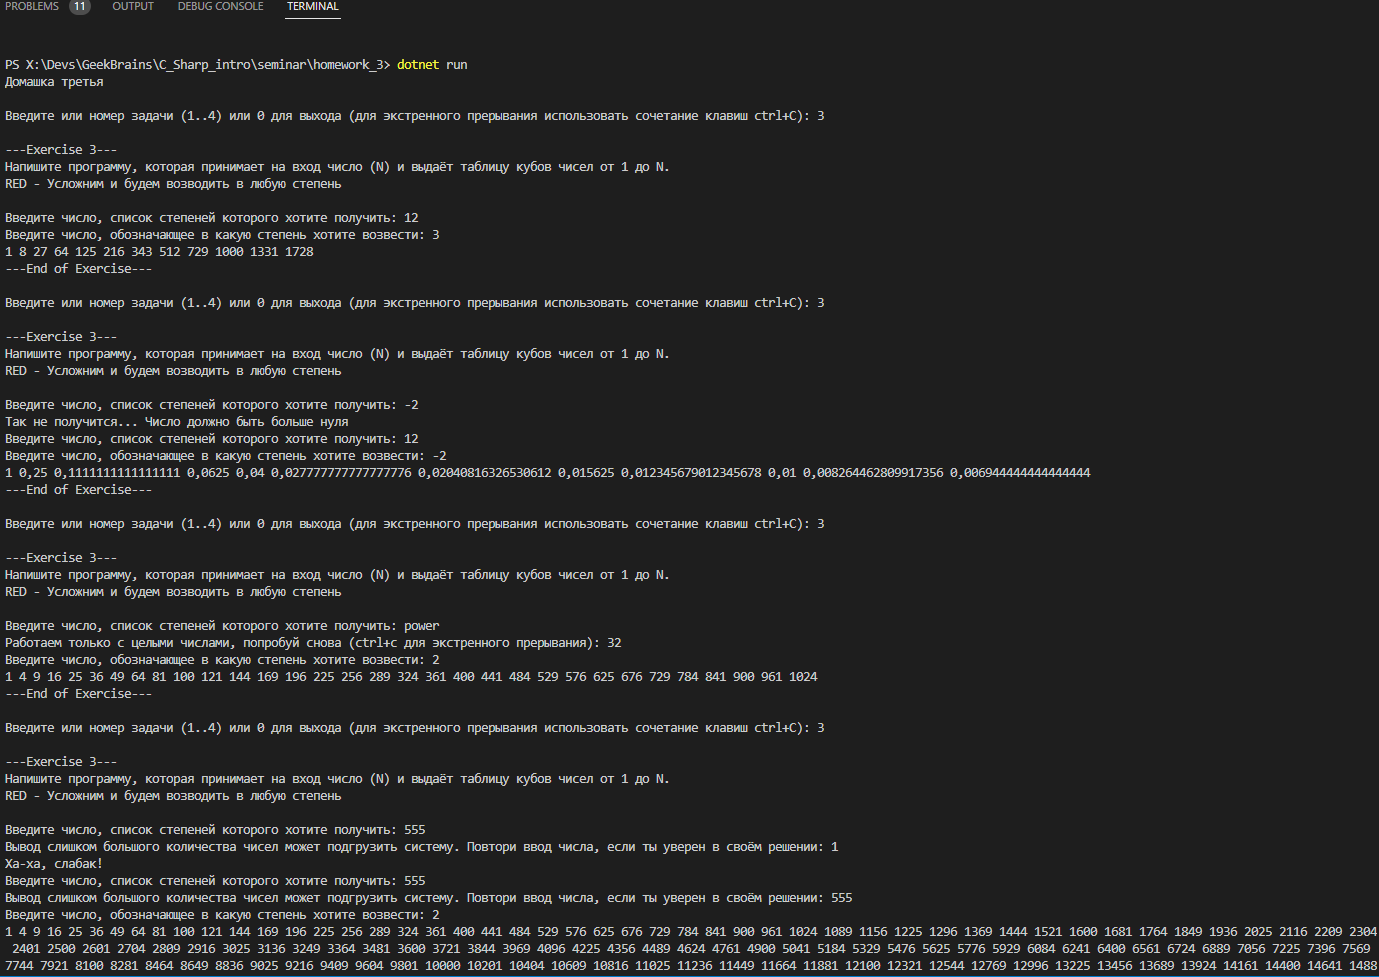 PROBLEMS 11 OUTPUT DEBUG CONSOLE TERMINAL
PS X:\Devs\GeekBrains\C_Sharp_intro\seminar\homework_3> dotnet run
Домашка третья
Введите или номер задачи (1..4) или 0 для выхода (для экстренного прерывания использовать сочетание клавиш ctrl+C): 3
---Exercise 3---
Напишите программу, которая принимает на вход число (N) и выдаёт таблицу кубов чисел от 1 до N.
RED - Усложним и будем возводить в любую степень
Введите число, список степеней которого хотите получить: 12
Введите число, обозначающее в какую степень хотите возвести: 3
1 8 27 64 125 216 343 512 729 1000 1331 1728
---End of Exercise---
Введите или номер задачи (1..4) или 0 для выхода (для экстренного прерывания использовать сочетание клавиш ctrl+C): 3
---Exercise 3---
Напишите программу, которая принимает на вход число (N) и выдаёт таблицу кубов чисел от 1 до N.
RED - Усложним и будем возводить в любую степень
Введите число, список степеней которого хотите получить: -2
Так не получится... Число должно быть больше нуля
Введите число, список степеней которого хотите получить: 12
Введите число, обозначающее в какую степень хотите возвести: -2
1 0,25 0,1111111111111111 0,0625 0,04 0,027777777777777776 0,02040816326530612 0,015625 0,012345679012345678 0,01 0,008264462809917356 0,006944444444444444
---End of Exercise---
Введите или номер задачи (1..4) или 0 для выхода (для экстренного прерывания использовать сочетание клавиш ctrl+C): 3
---Exercise 3---
Напишите программу, которая принимает на вход число (N) и выдаёт таблицу кубов чисел от 1 до N.
RED - Усложним и будем возводить в любую степень
Введите число, список степеней которого хотите получить: power
Работаем только с целыми числами, попробуй снова (ctrl+c для экстренного прерывания): 32
Введите число, обозначающее в какую степень хотите возвести: 2
1 4 9 16 25 36 49 64 81 100 121 144 169 196 225 256 289 324 361 400 441 484 529 576 625 676 729 784 841 900 961 1024
---End of Exercise---
Введите или номер задачи (1..4) или 0 для выхода (для экстренного прерывания использовать сочетание клавиш ctrl+C): 3
---Exercise 3---
Напишите программу, которая принимает на вход число (N) и выдаёт таблицу кубов чисел от 1 до N.
RED - Усложним и будем возводить в любую степень
Введите число, список степеней которого хотите получить: 555
Вывод слишком большого количества чисел может подгрузить систему. Повтори ввод числа, если ты уверен в своём решении: 1
Ха-ха, слабак!
Введите число, список степеней которого хотите получить: 555
Вывод слишком большого количества чисел может подгрузить систему. Повтори ввод числа, если ты уверен в своём решении: 555
Введите число, обозначающее в какую степень хотите возвести: 2
1 4 9 16 25 36 49 64 81 100 121 144 169 196 225 256 289 324 361 400 441 484 529 576 625 676 729 784 841 900 961 1024 1089 1156 1225 1296 1369 1444 1521 1600 1681 1764 1849 1936 2025 2116 2209 2304
2401 2500 2601 2704 2809 2916 3025 3136 3249 3364 3481 3600 3721 3844 3969 4096 4225 4356 4489 4624 4761 4900 5041 5184 5329 5476 5625 5776 5929 6084 6241 6400 6561 6724 6889 7056 7225 7396 7569
7744 7921 8100 8281 8464 8649 8836 9025 9216 9409 9604 9801 10000 10201 10404 10609 10816 11025 11236 11449 11664 11881 12100 12321 12544 12769 12996 13225 13456 13689 13924 14161 14400 14641 1488